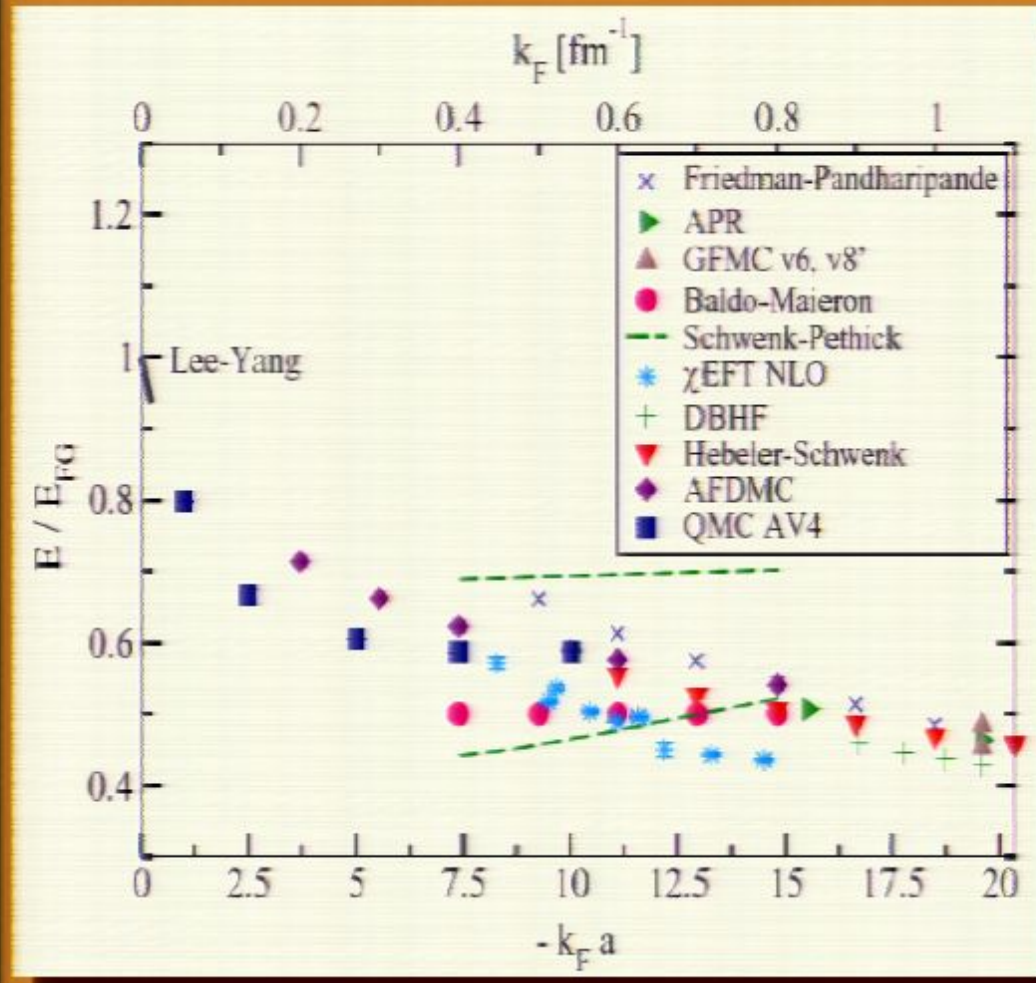 k_F [fm^-1]
0 0.2 0.4 0.6 0.8 1
Friedman-Pandharipande
APR
GFMC v6, v8'
Baldo-Maieron
Schwenk-Pethick
χEFT NLO
DBHF
Hebeler-Schwenk
AFDMC
QMC AV4
1.2
1
Lee-Yang
0.8
0.6
0.4
E / E_FG
0 2.5 5 7.5 10 12.5 15 17.5 20
- k_F a